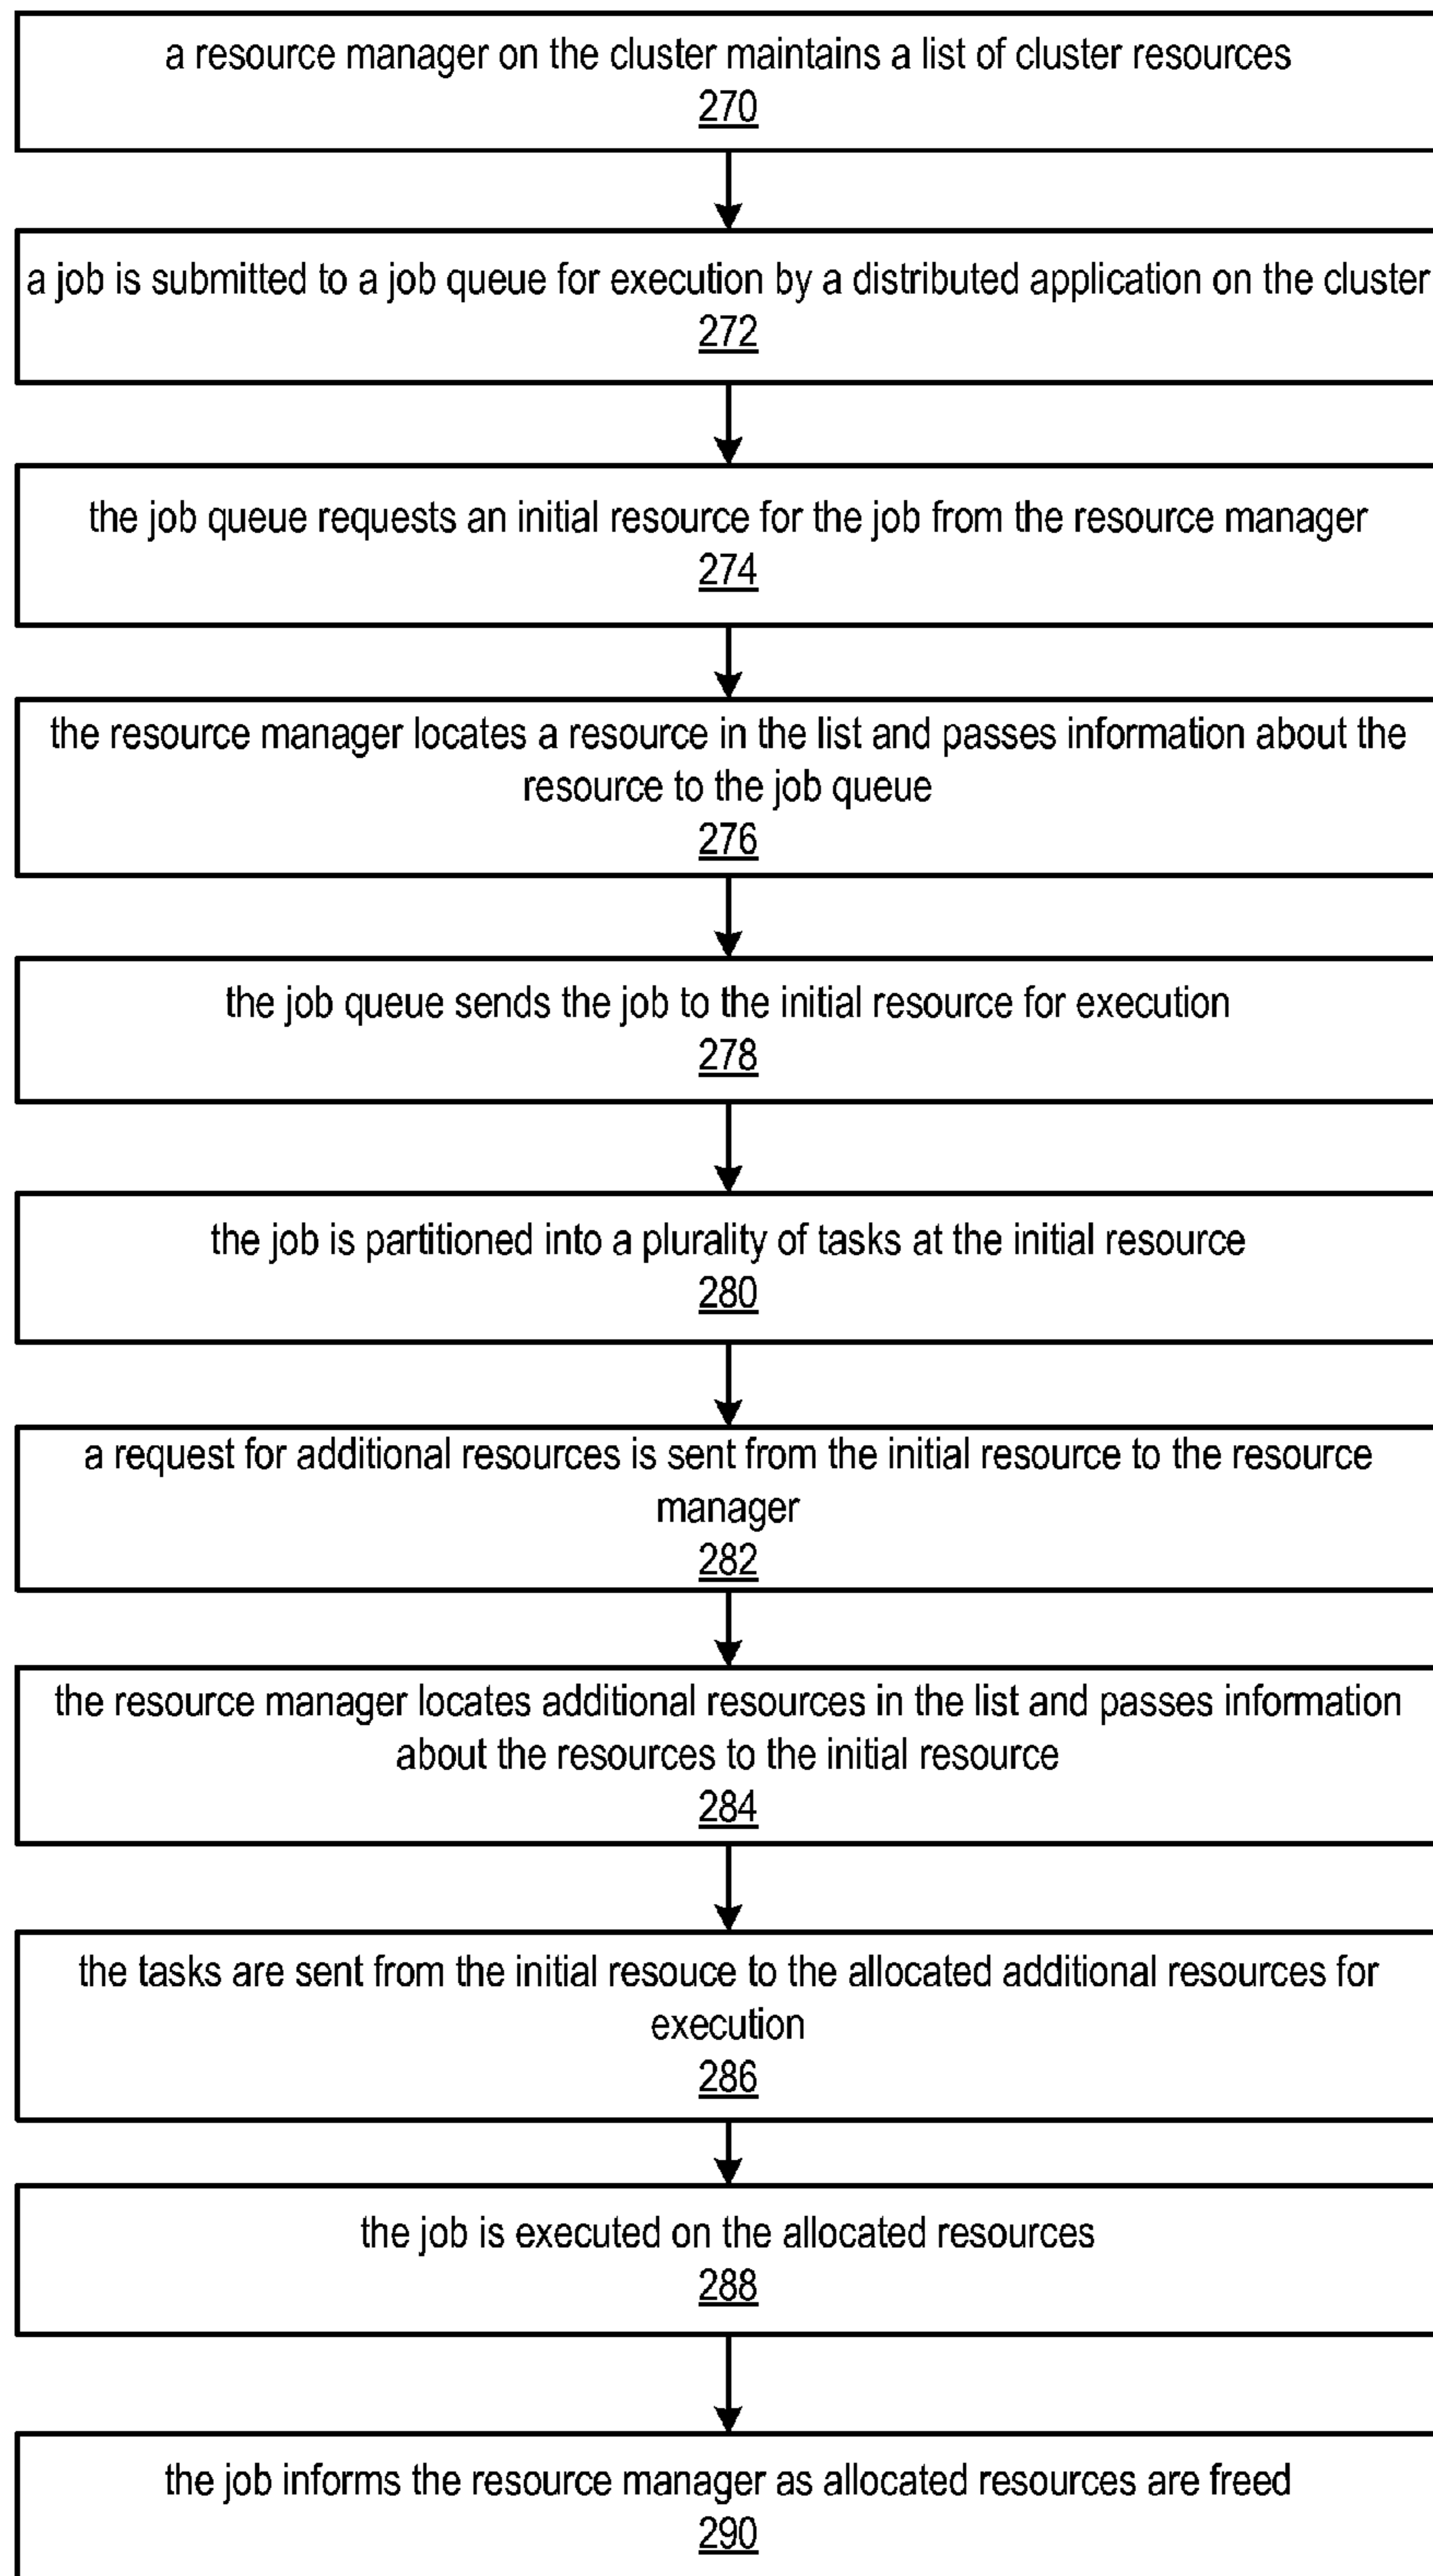 a resource manager on the cluster maintains a list of cluster resources
270
a job is submitted to a job queue for execution by a distributed application on the cluster
272
the job queue requests an initial resource for the job from the resource manager
274
the resource manager locates a resource in the list and passes information about the
resource to the job queue
276
the job queue sends the job to the initial resource for execution
278
the job is partitioned into a plurality of tasks at the initial resource
280
a request for additional resources is sent from the initial resource to the resource
manager
282
the resource manager locates additional resources in the list and passes information
about the resources to the initial resource
284
the tasks are sent from the initial resouce to the allocated additional resources for
execution
286
the job is executed on the allocated resources
288
the job informs the resource manager as allocated resources are freed
290